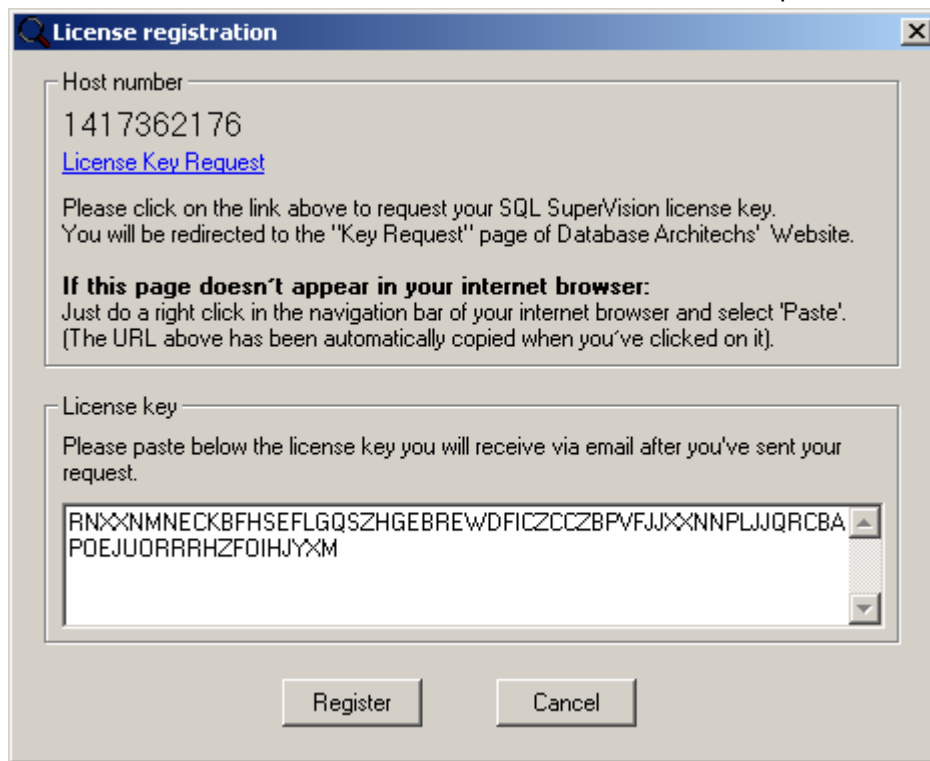 License registration
Host number
1417362176
License Key Request
Please click on the link above to request your SQL SuperVision license key.
You will be redirected to the "Key Request" page of Database Architechs' Website.
If this page doesn´t appear in your internet browser:
Just do a right click in the navigation bar of your internet browser and select 'Paste'.
(The URL above has been automatically copied when you´ve clicked on it).
License key
Please paste below the license key you will receive via email after you've sent your
request.
RNXXNMNECKBFHSEFLGQSZHGEBREWDFICZCCZBPVFJJXXNNPLJJQRCBA
POEJUORRRHZFOIHJYXM
Register
Cancel